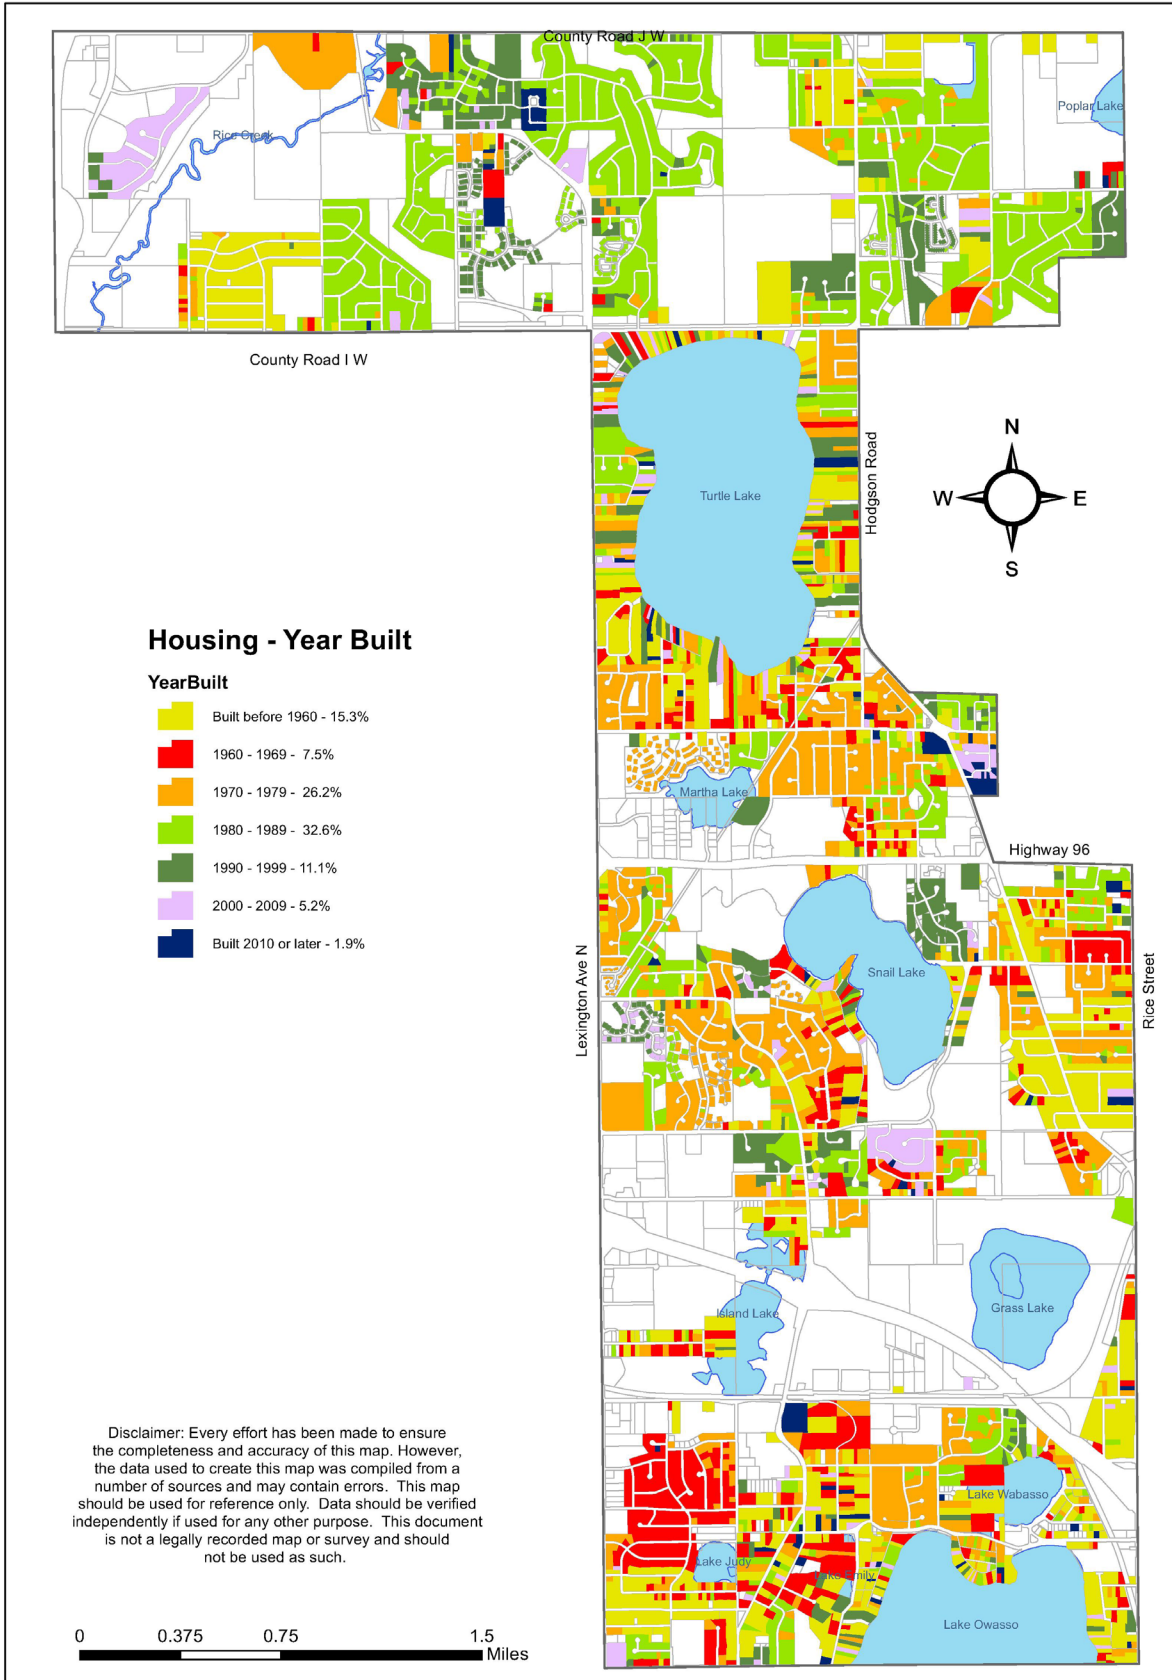 County Road J W
Poplar Lake
Rice Creek
County Road I W
N
W
E
S
Hodgson Road
Turtle Lake
Housing - Year Built
YearBuilt
Built before 1960 - 15.3%
1960 - 1969 - 7.5%
1970 - 1979 - 26.2%
1980 - 1989 - 32.6%
1990 - 1999 - 11.1%
2000 - 2009 - 5.2%
Built 2010 or later - 1.9%
Martha Lake
Highway 96
Snail Lake
Lexington Ave N
Rice Street
Island Lake
Grass Lake
Disclaimer: Every effort has been made to ensure
the completeness and accuracy of this map. However,
the data used to create this map was compiled from a
number of sources and may contain errors. This map
should be used for reference only. Data should be verified
independently if used for any other purpose. This document
is not a legally recorded map or survey and should
not be used as such.
Lake Wabasso
Lake Judy
Lake Emily
Lake Owasso
0 0.375 0.75 1.5
Miles